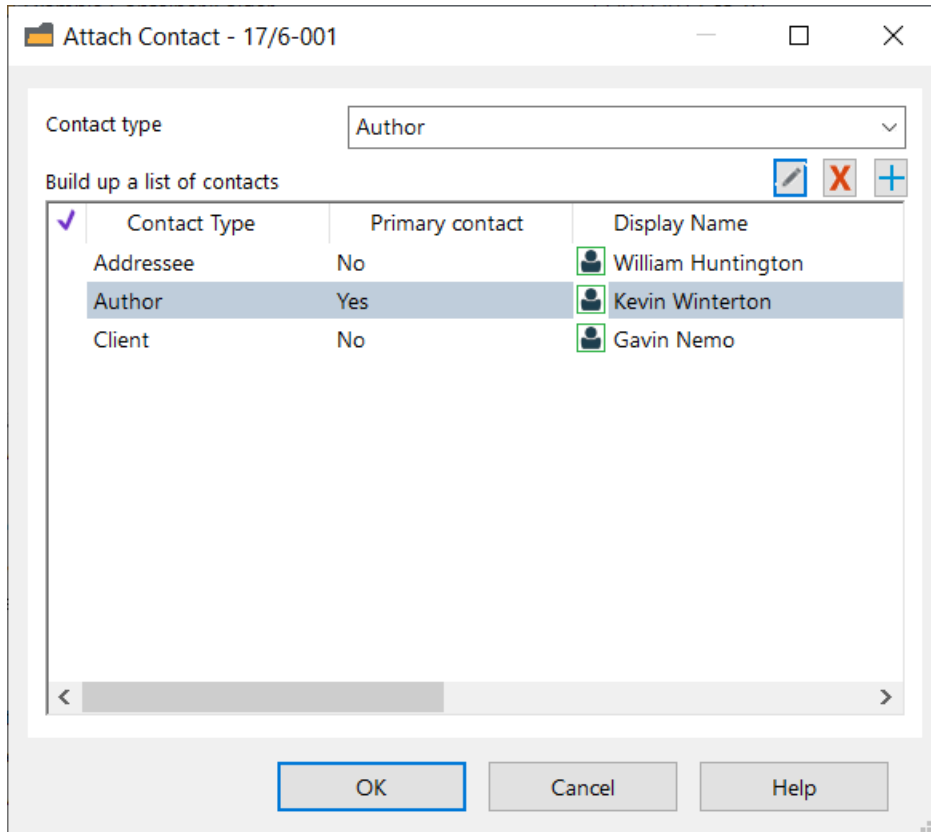 Attach Contact - 17/6-001
Contact type
Author
Build up a list of contacts
Contact Type Primary contact Display Name
Addressee No William Huntington
Author Yes Kevin Winterton
Client No Gavin Nemo
OK Cancel Help